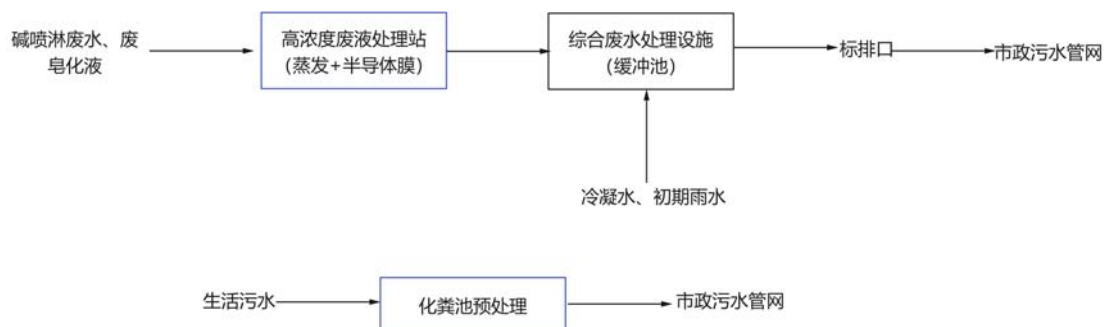 碱喷淋废水、废
皂化液
高浓度废液处理站
(蒸发+半导体膜)
综合废水处理设施
(缓冲池)
标排口
市政污水管网
冷凝水、初期雨水
生活污水
化粪池预处理
市政污水管网